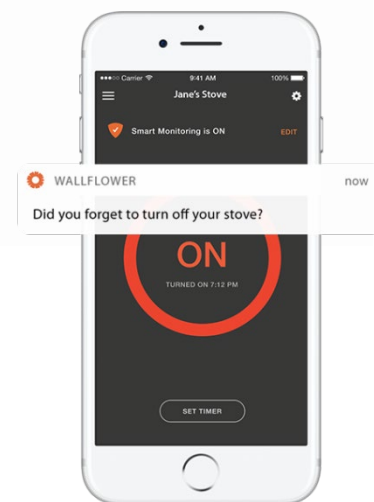 Carrier 9:41 AM 100%
Jane's Stove
Smart Monitoring is ON EDIT
WALLFLOWER now
Did you forget to turn off your stove?
ON
TURNED ON 7:12 PM
SET TIMER